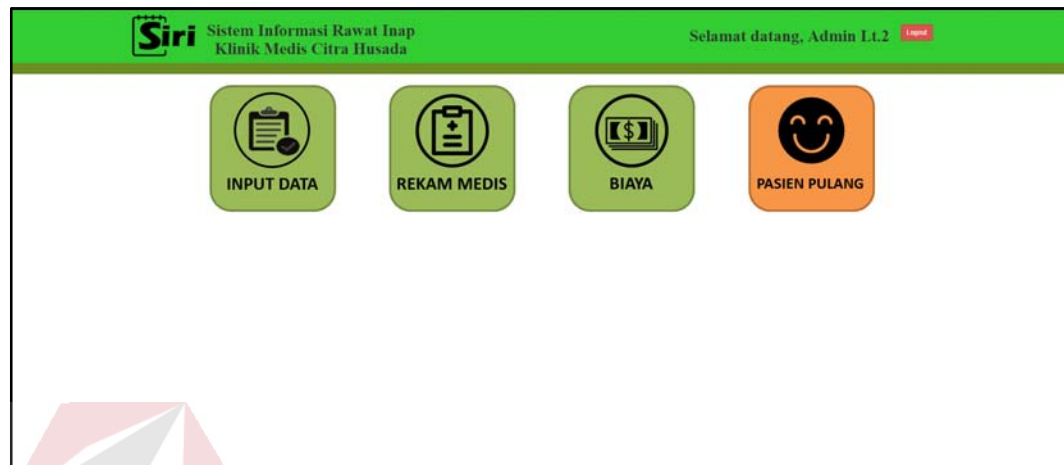 Siri
Sistem Informasi Rawat Inap
Klinik Medis Citra Husada
Selamat datang, Admin Lt.2
Logout
INPUT DATA
REKAM MEDIS
BIAYA
PASIEN PULANG